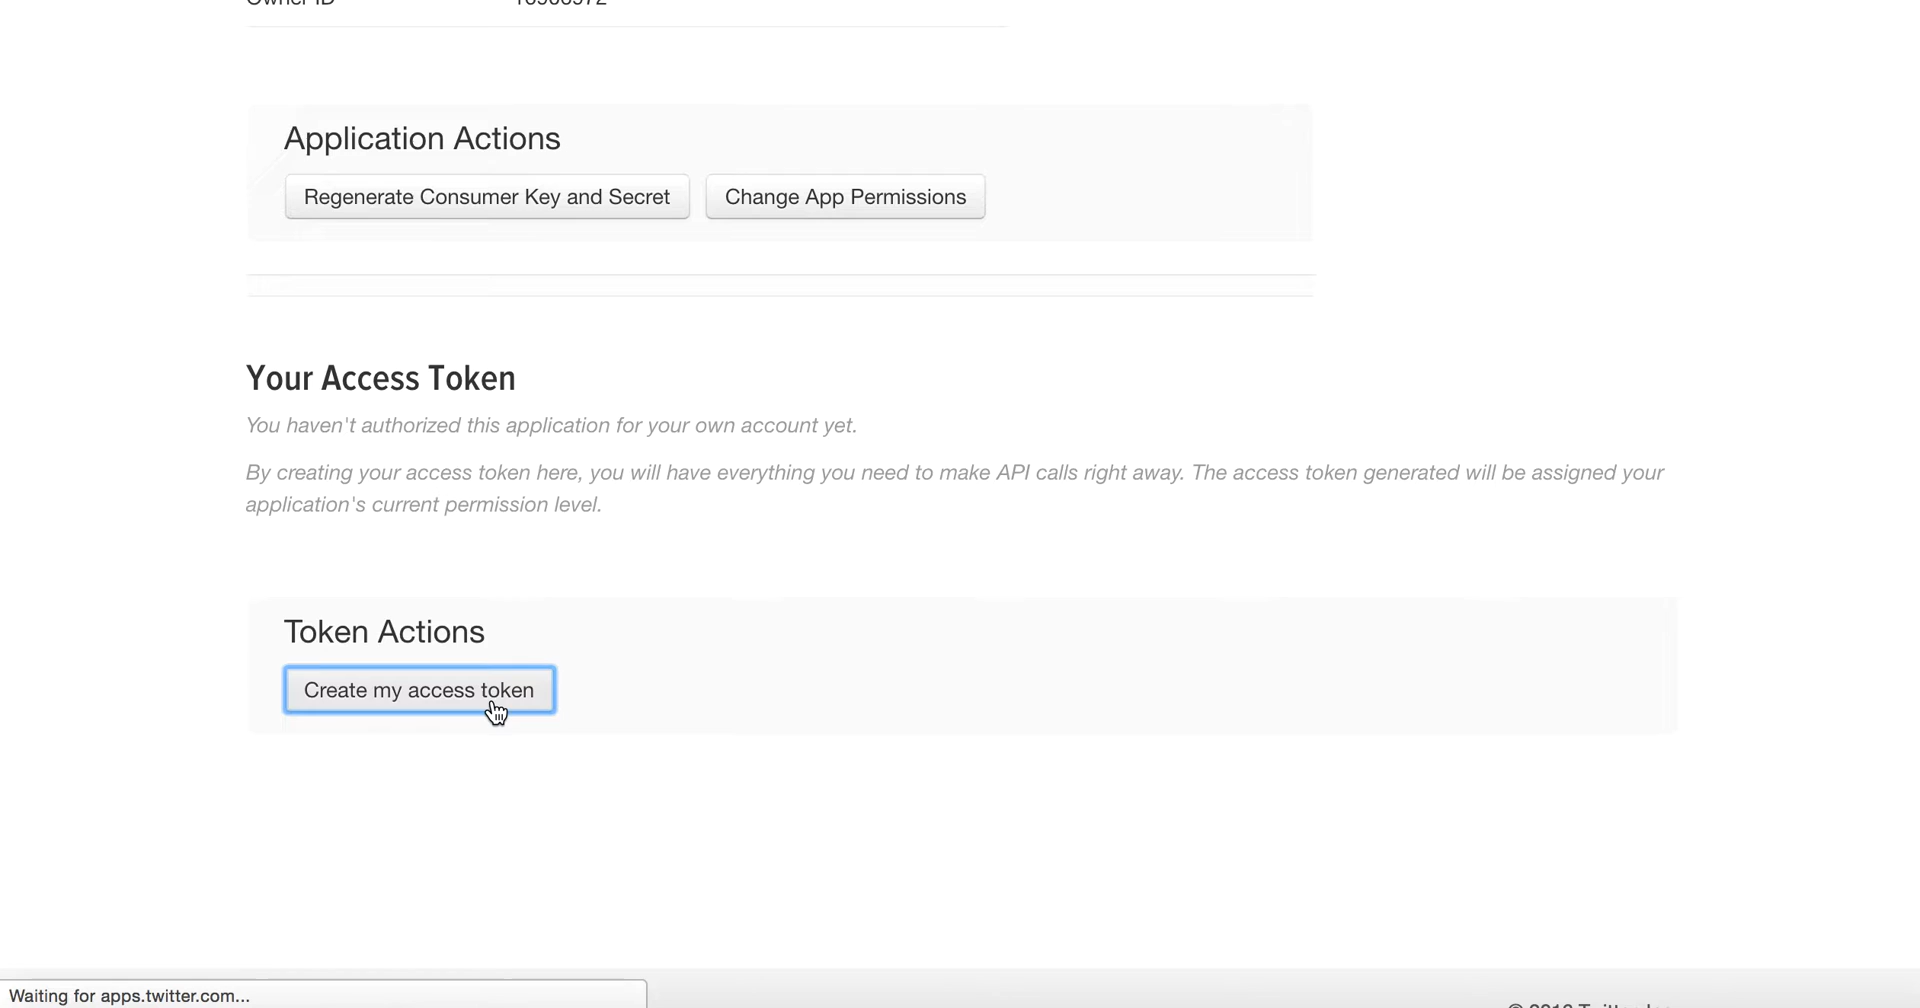 Owner ID
Application Actions
Regenerate Consumer Key and Secret Change App Permissions
Your Access Token
You haven't authorized this application for your own account yet.
By creating your access token here, you will have everything you need to make API calls right away. The access token generated will be assigned your
application's current permission level.
Token Actions
Create my access token
Waiting for apps.twitter.com...